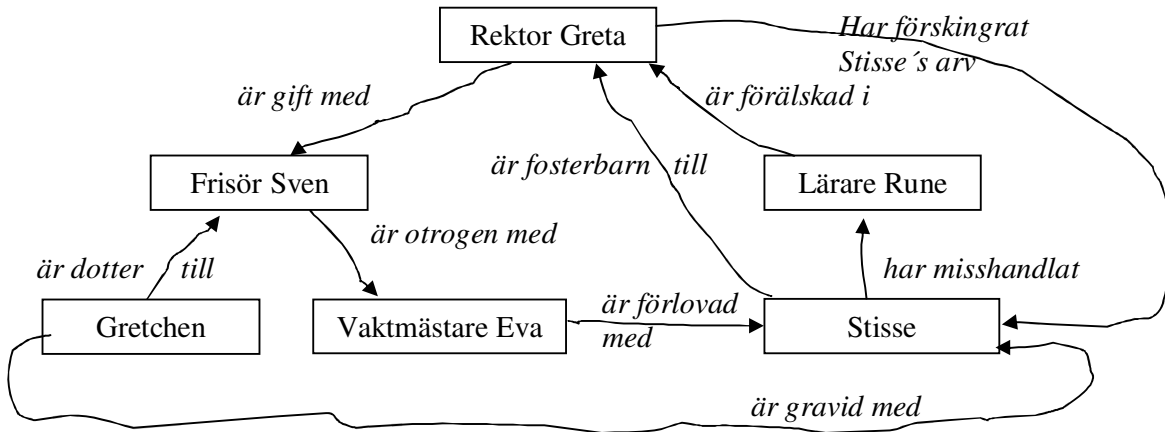 Rektor Greta
Har förskingrat
Stisse´s arv
är gift med
är förälskad i
är fosterbarn till
Frisör Sven
Lärare Rune
är otrogen med
är dotter till
har misshandlat
Gretchen
Vaktmästare Eva
är förlovad
med
Stisse
är gravid med